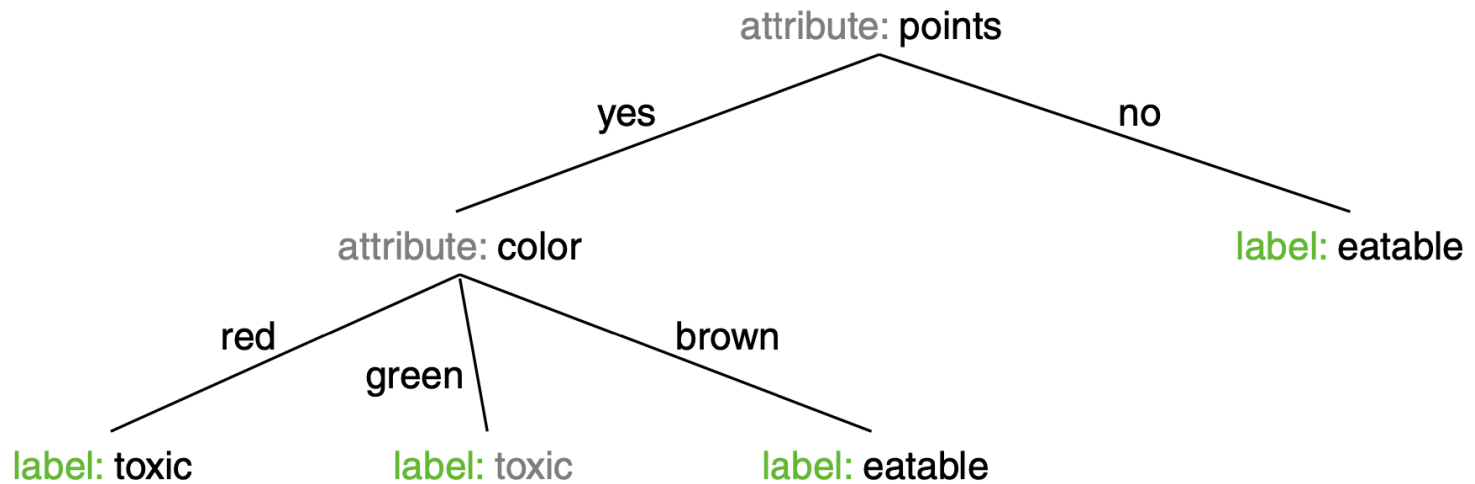 attribute: points
yes
no
attribute: color
label: eatable
red
green
brown
label: toxic
label: toxic
label: eatable